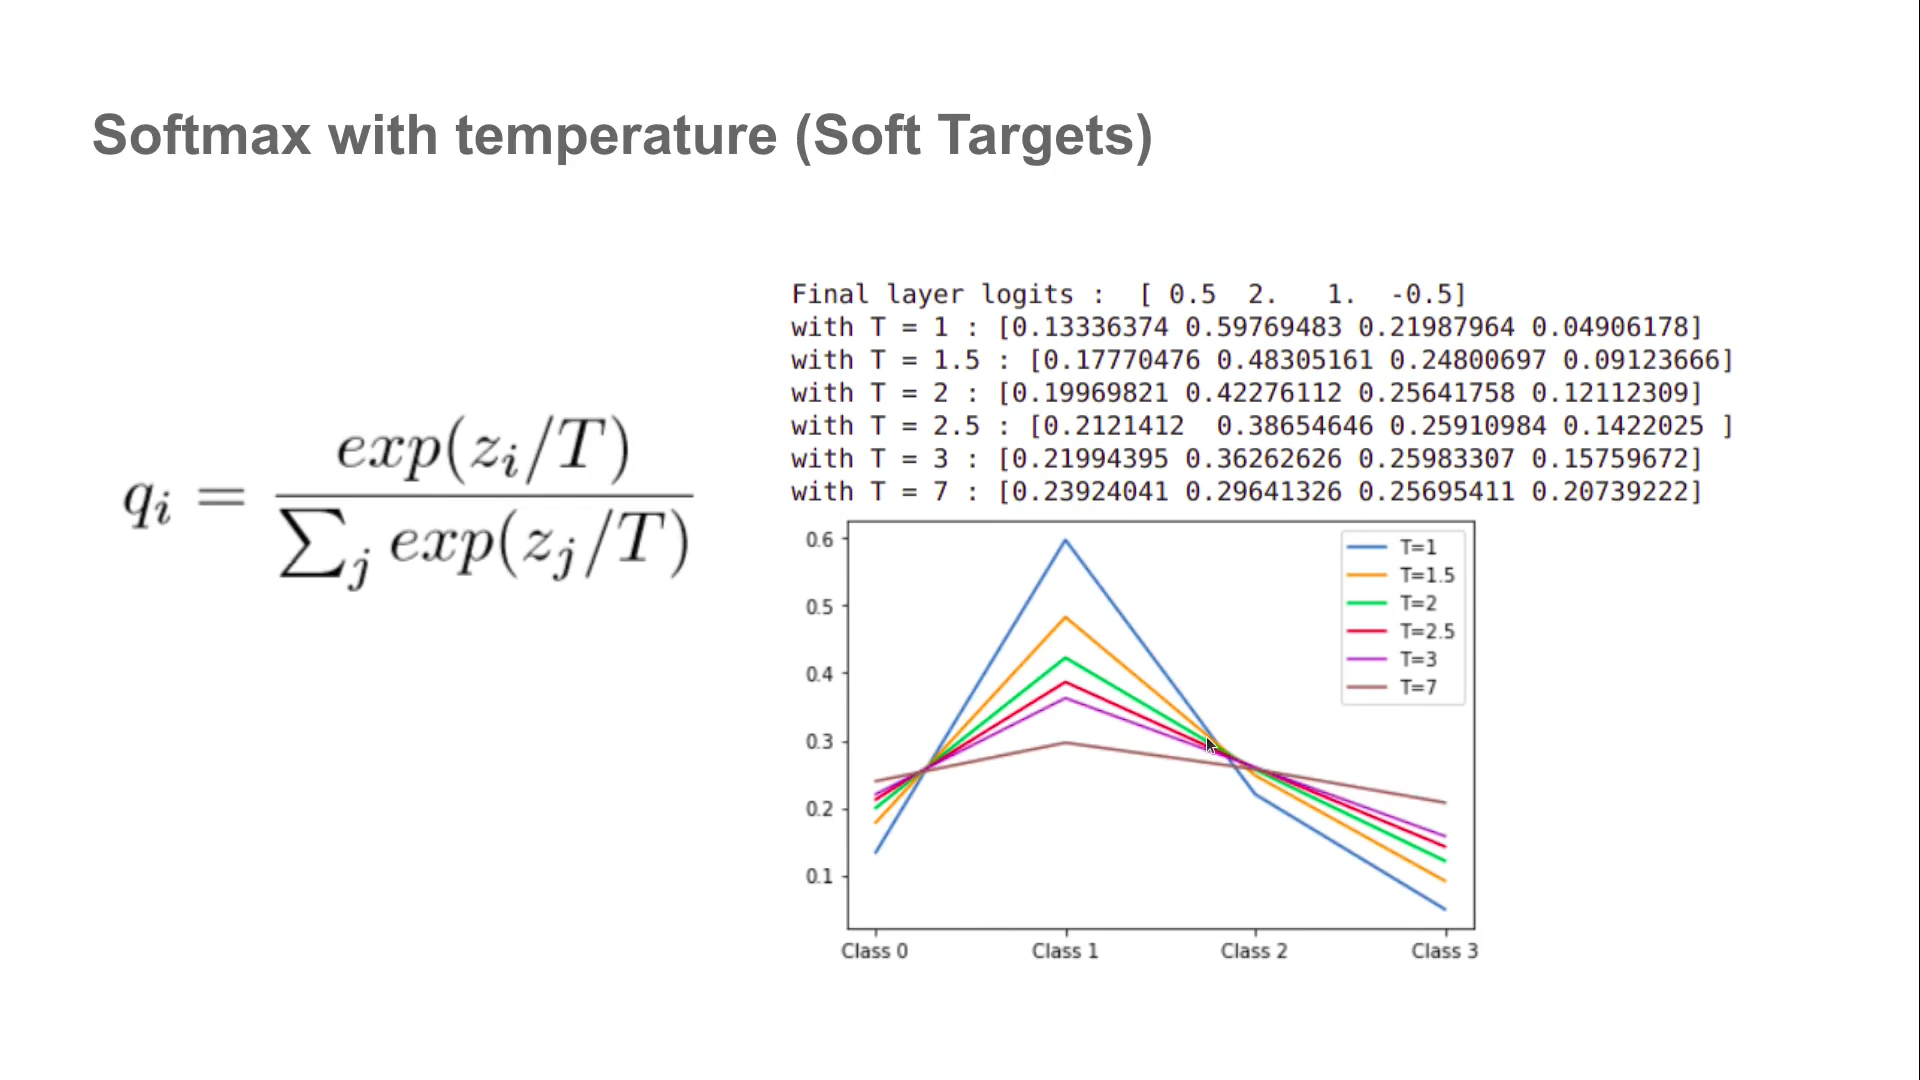 Softmax with temperature (Soft Targets)
q_i = exp(z_i/T) / ∑_j exp(z_j/T)
Final layer logits :  [ 0.5  2.   1.  -0.5]
with T = 1 : [0.13336374 0.59769483 0.21987964 0.04906178]
with T = 1.5 : [0.17770476 0.48305161 0.24800697 0.09123666]
with T = 2 : [0.19969821 0.42276112 0.25641758 0.12112309]
with T = 2.5 : [0.2121412  0.38654646 0.25910984 0.1422025 ]
with T = 3 : [0.21994395 0.36262626 0.25983307 0.15759672]
with T = 7 : [0.23924041 0.29641326 0.25695411 0.20739222]
0.6
0.5
0.4
0.3
0.2
0.1
T=1
T=1.5
T=2
T=2.5
T=3
T=7
Class 0 Class 1 Class 2 Class 3